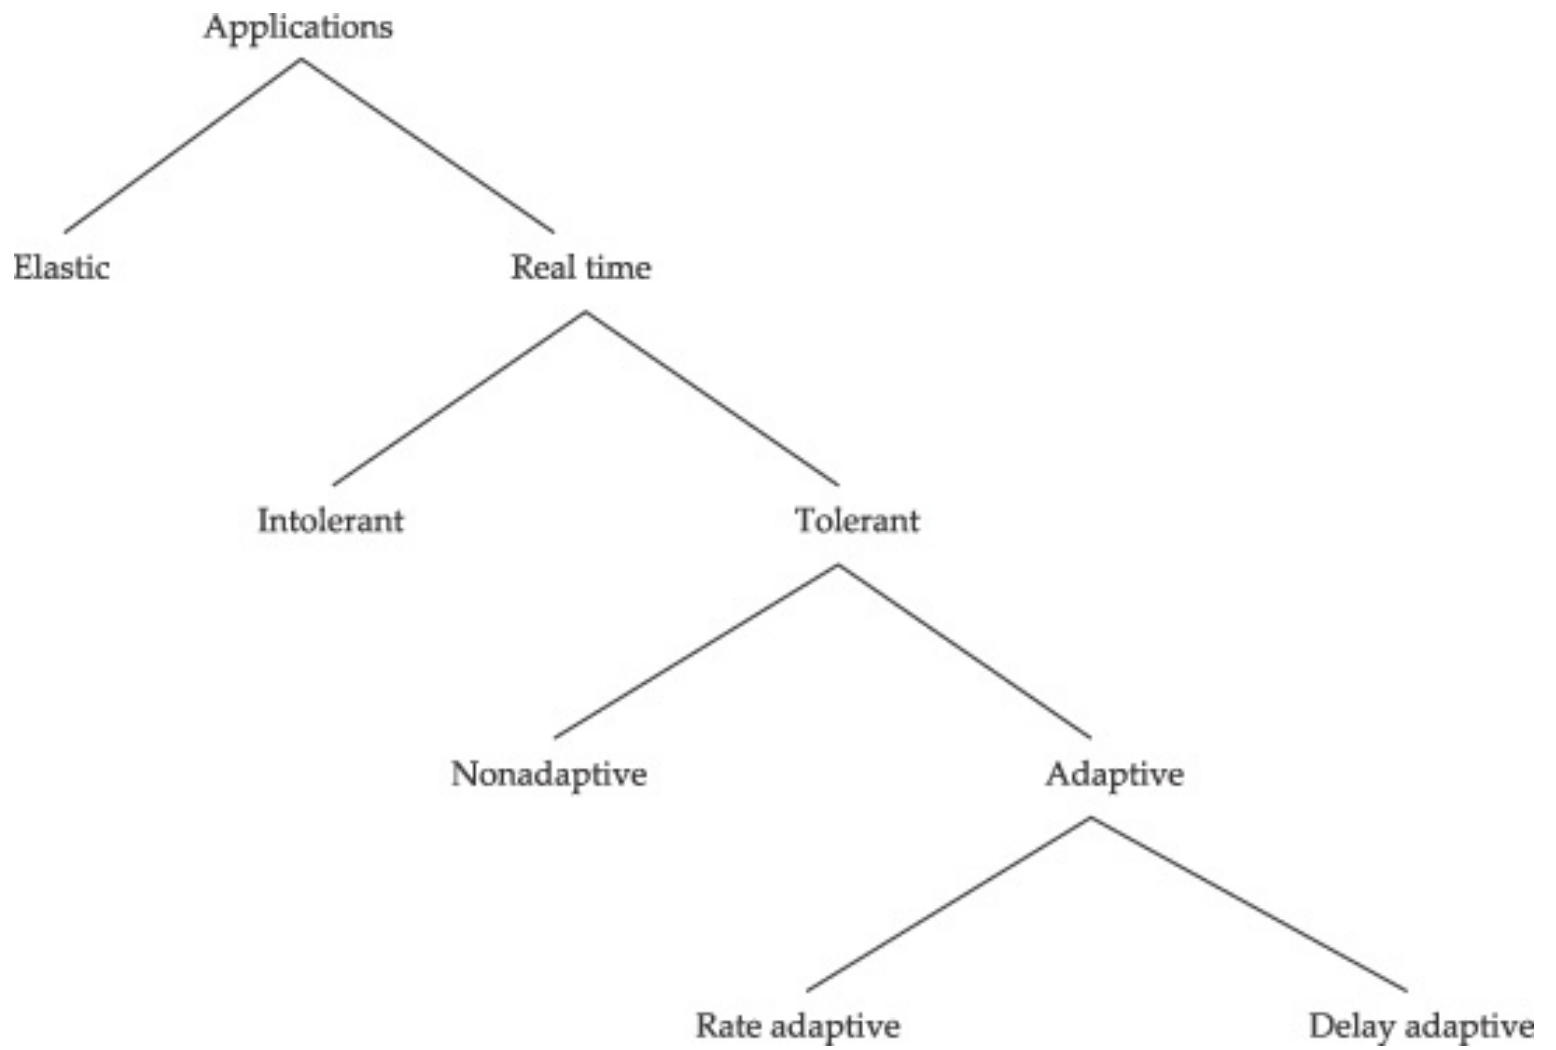 Applications
Elastic
Real time
Intolerant
Tolerant
Nonadaptive
Adaptive
Rate adaptive
Delay adaptive